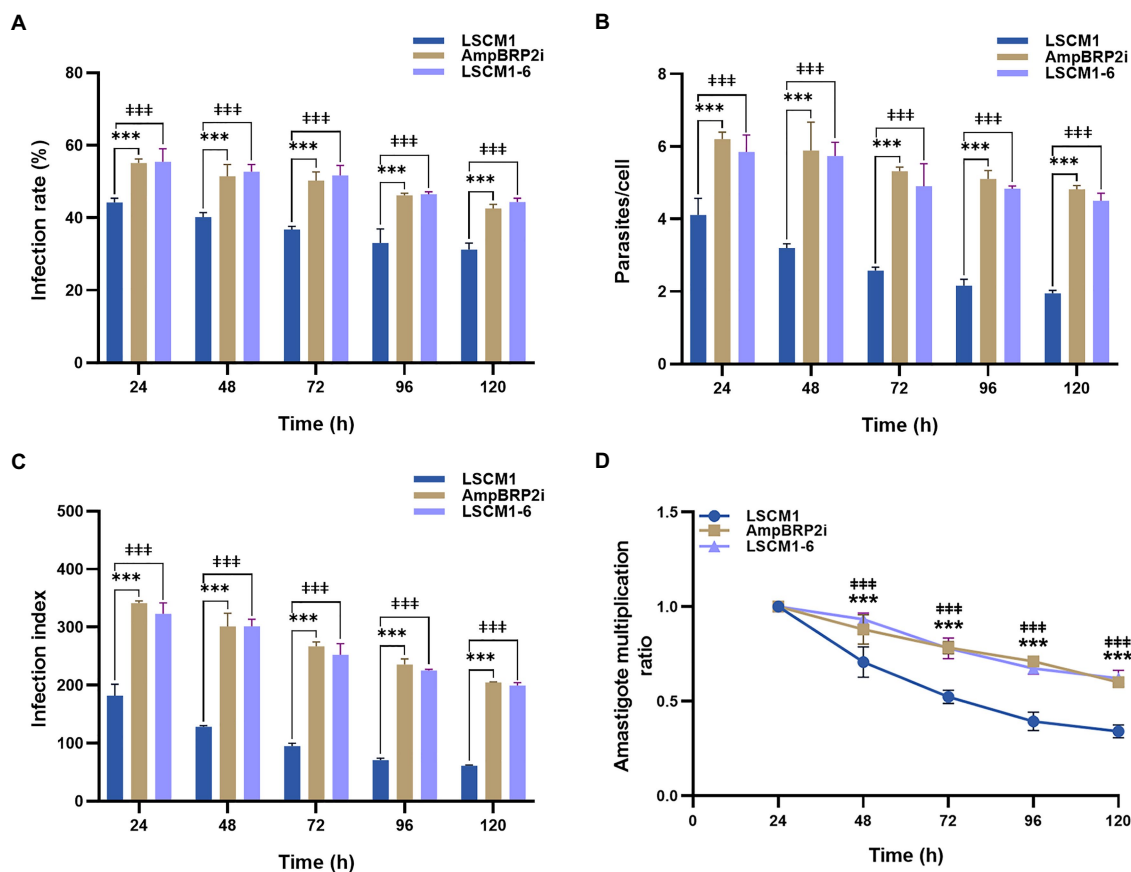 A
LSCM1
AmpBRP2i
LSCM1-6
Infection rate (%)
80
60
40
20
0
‡‡‡
***
‡‡‡
***
‡‡‡
***
‡‡‡
***
‡‡‡
***
24 48 72 96 120
Time (h)
B
LSCM1
AmpBRP2i
LSCM1-6
Parasites/cell
8
6
4
2
0
‡‡‡
***
‡‡‡
***
‡‡‡
***
‡‡‡
***
‡‡‡
***
24 48 72 96 120
Time (h)
C
LSCM1
AmpBRP2i
LSCM1-6
Infection index
500
400
300
200
100
0
‡‡‡
***
‡‡‡
***
‡‡‡
***
‡‡‡
***
‡‡‡
***
24 48 72 96 120
Time (h)
D
LSCM1
AmpBRP2i
LSCM1-6
Amastigote multiplication
ratio
1.5
1.0
0.5
0.0
‡‡‡
***
‡‡‡
***
‡‡‡
***
‡‡‡
***
0 24 48 72 96 120
Time (h)